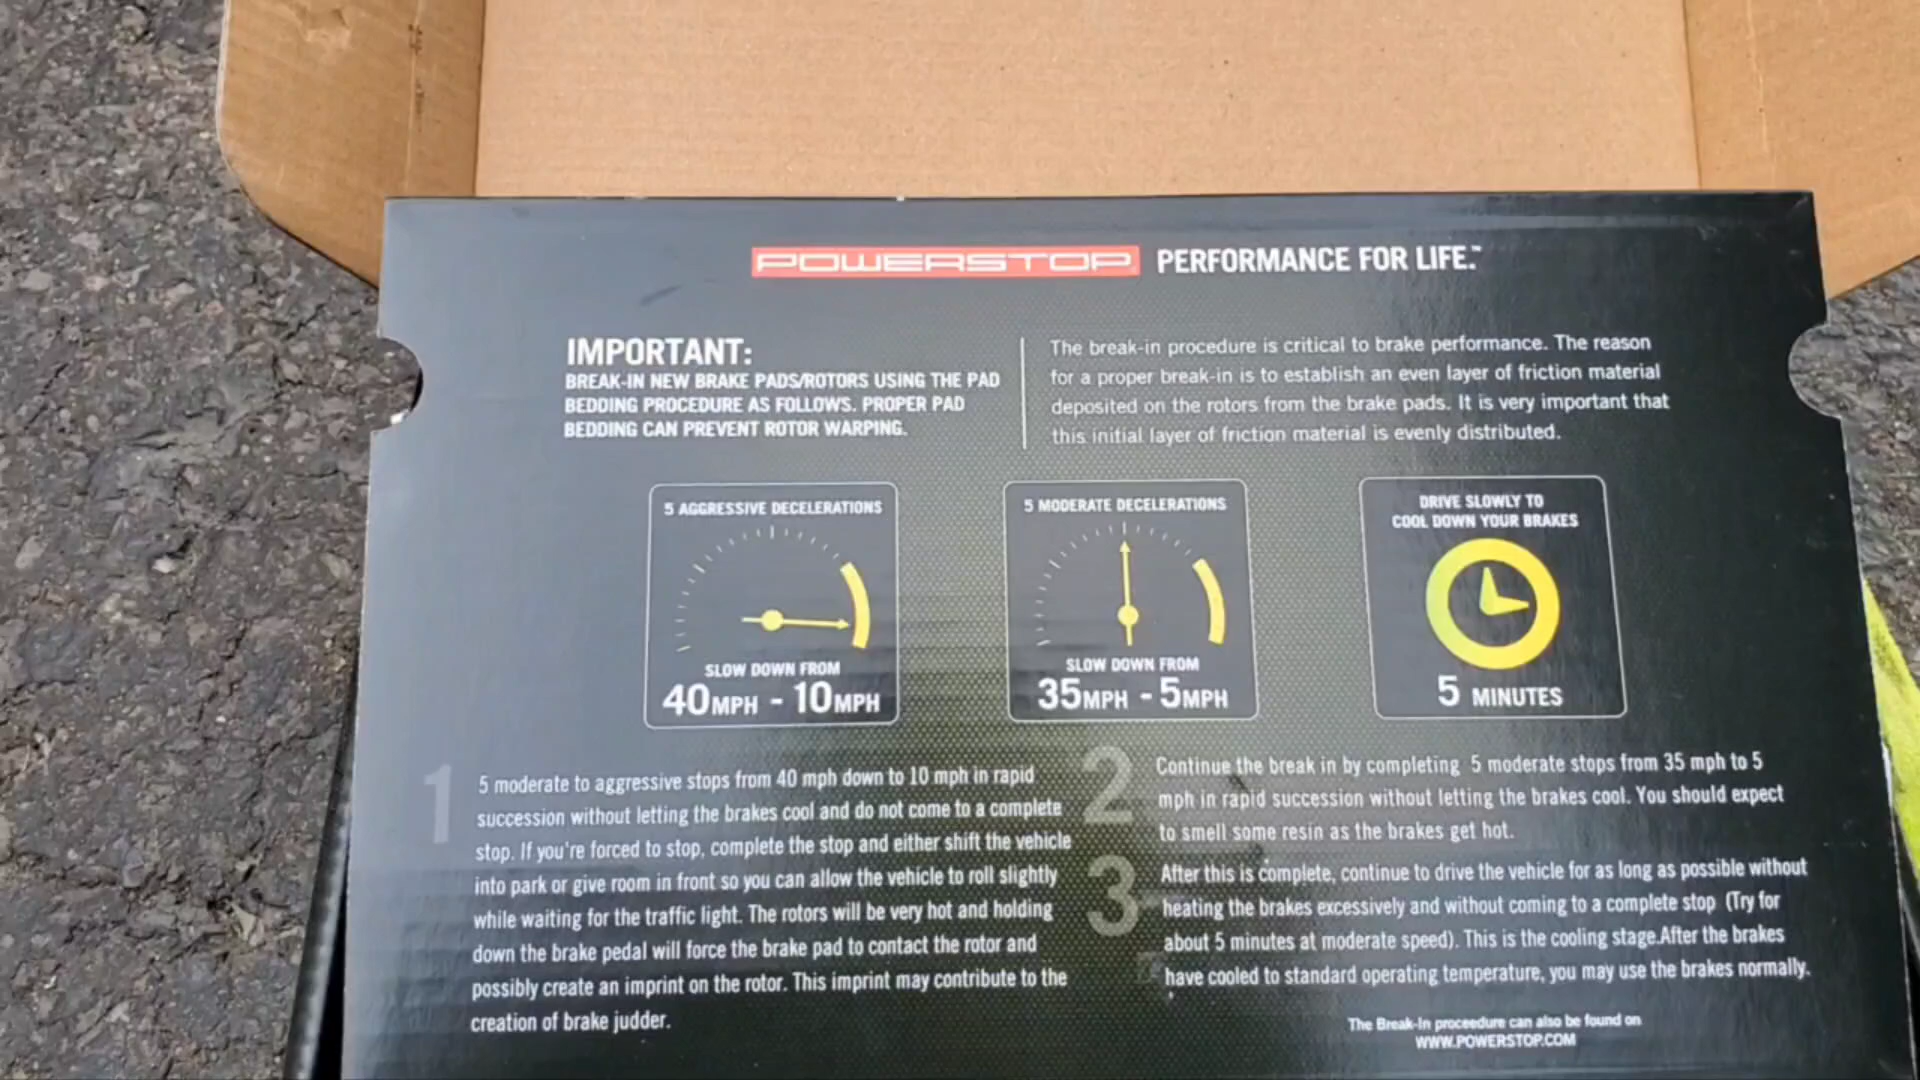 POWERSTOP PERFORMANCE FOR LIFE.™
IMPORTANT:
BREAK-IN NEW BRAKE PADS/ROTORS USING THE PAD
BEDDING PROCEDURE AS FOLLOWS. PROPER PAD
BEDDING CAN PREVENT ROTOR WARPING.
The break-in procedure is critical to brake performance. The reason
for a proper break-in is to establish an even layer of friction material
deposited on the rotors from the brake pads. It is very important that
this initial layer of friction material is evenly distributed.
5 AGGRESSIVE DECELERATIONS
SLOW DOWN FROM
40MPH - 10MPH
5 MODERATE DECELERATIONS
SLOW DOWN FROM
35MPH - 5MPH
DRIVE SLOWLY TO
COOL DOWN YOUR BRAKES
5 MINUTES
1
5 moderate to aggressive stops from 40 mph down to 10 mph in rapid
succession without letting the brakes cool and do not come to a complete
stop. If you're forced to stop, complete the stop and either shift the vehicle
into park or give room in front so you can allow the vehicle to roll slightly
while waiting for the traffic light. The rotors will be very hot and holding
down the brake pedal will force the brake pad to contact the rotor and
possibly create an imprint on the rotor. This imprint may contribute to the
creation of brake judder.
2
Continue the break in by completing 5 moderate stops from 35 mph to 5
mph in rapid succession without letting the brakes cool. You should expect
to smell some resin as the brakes get hot.
3
After this is complete, continue to drive the vehicle for as long as possible without
heating the brakes excessively and without coming to a complete stop (Try for
about 5 minutes at moderate speed). This is the cooling stage.After the brakes
have cooled to standard operating temperature, you may use the brakes normally.
The Break-In proceedure can also be found on
WWW.POWERSTOP.COM